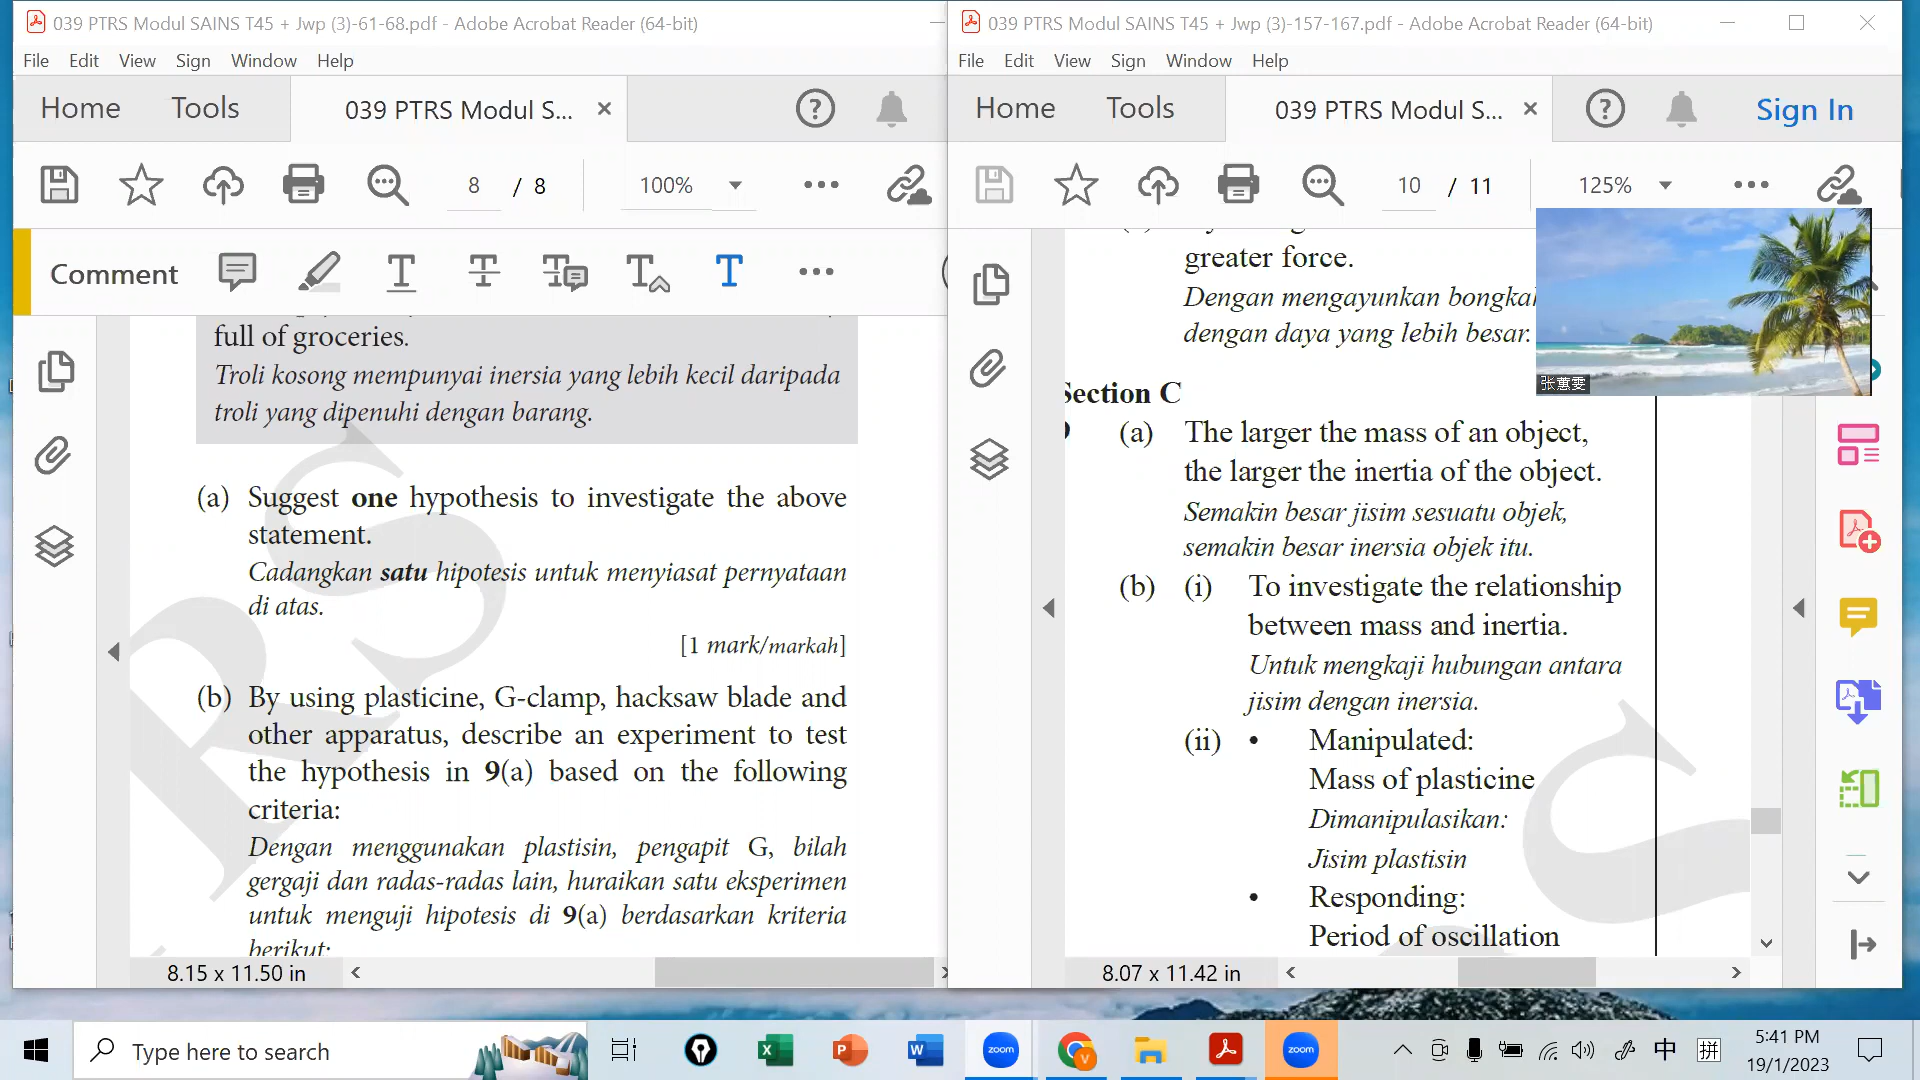 039 PTRS Modul SAINS T45 + Jwp (3)-61-68.pdf - Adobe Acrobat Reader (64-bit)
File Edit View Sign Window Help
Home Tools 039 PTRS Modul S... ×
8 / 8 100%
Comment
full of groceries.
Troli kosong mempunyai inersia yang lebih kecil daripada
troli yang dipenuhi dengan barang.
(a) Suggest one hypothesis to investigate the above
statement.
Cadangkan satu hipotesis untuk menyiasat pernyataan
di atas.
[1 mark/markah]
(b) By using plasticine, G-clamp, hacksaw blade and
other apparatus, describe an experiment to test
the hypothesis in 9(a) based on the following
criteria:
Dengan menggunakan plastisin, pengapit G, bilah
gergaji dan radas-radas lain, huraikan satu eksperimen
untuk menguji hipotesis di 9(a) berdasarkan kriteria
berikut:
8.15 x 11.50 in
039 PTRS Modul SAINS T45 + Jwp (3)-157-167.pdf - Adobe Acrobat Reader (64-bit)
File Edit View Sign Window Help
Home Tools 039 PTRS Modul S... × Sign In
10 / 11 125%
greater force.
Dengan mengayunkan
dengan daya yang lebih besar.
张蕙雯
Section C
(a) The larger the mass of an object,
the larger the inertia of the object.
Semakin besar jisim sesuatu objek,
semakin besar inersia objek itu.
(b) (i) To investigate the relationship
between mass and inertia.
Untuk mengkaji hubungan antara
jisim dengan inersia.
(ii) • Manipulated:
Mass of plasticine
Dimanipulasikan:
Jisim plastisin
• Responding:
Period of oscillation
8.07 x 11.42 in
Type here to search
zoom
zoom
中 拼
5:41 PM
19/1/2023